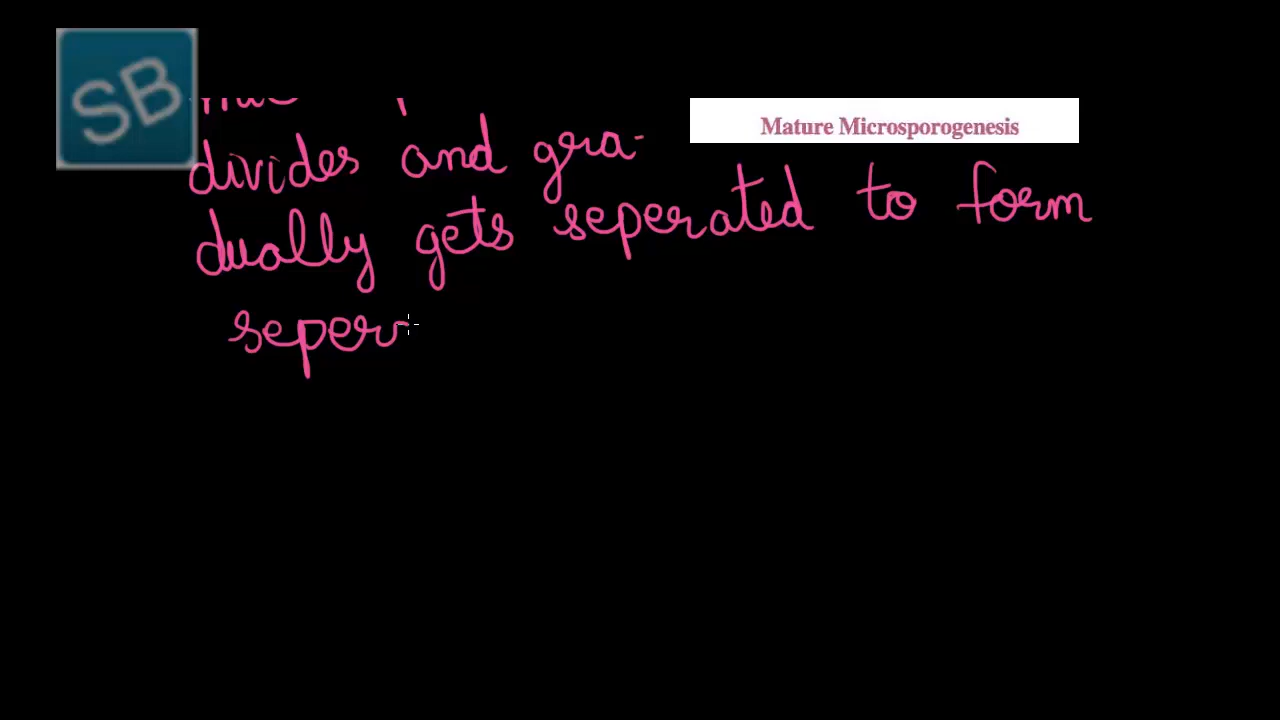 SB
Mature Microsporogenesis
divides and gra-
dually gets seperated to form
seper